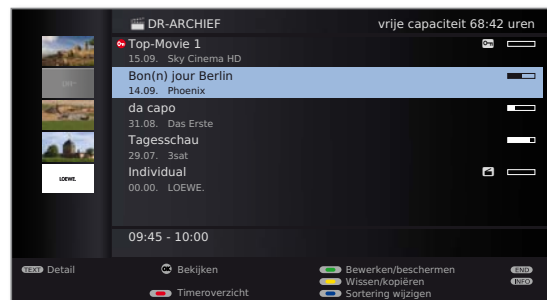 DR-ARCHIEF vrije capaciteit 68:42 uren
Top-Movie 1
15.09. Sky Cinema HD
Bon(n) jour Berlin
14.09. Phoenix
da capo
31.08. Das Erste
Tagesschau
29.07. 3sat
Individual
00.00. LOEWE.
LOEWE.
09:45 - 10:00
TEXT Detail OK Bekijken Bewerken/beschermen END
Wissen/kopiëren INFO
Timeroverzicht Sortering wijzigen